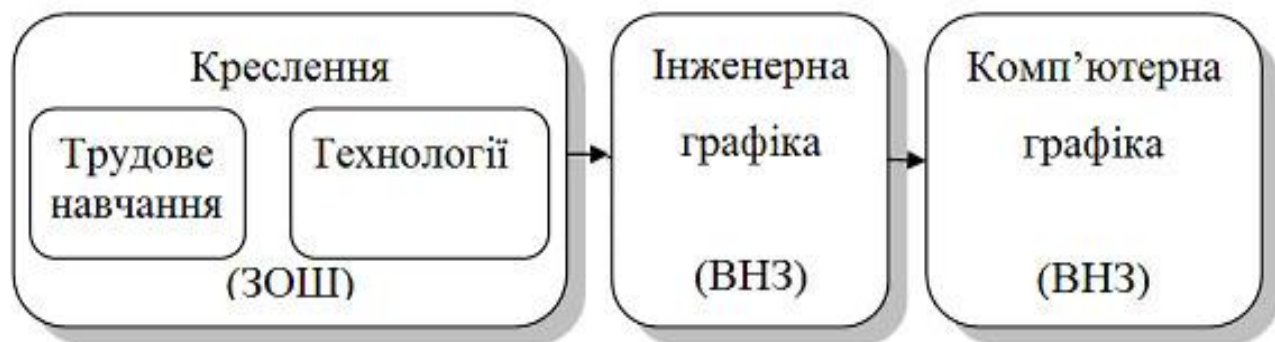 Креслення
Трудове
навчання
Технології
(ЗОШ)
Інженерна
графіка
(ВНЗ)
Комп’ютерна
графіка
(ВНЗ)